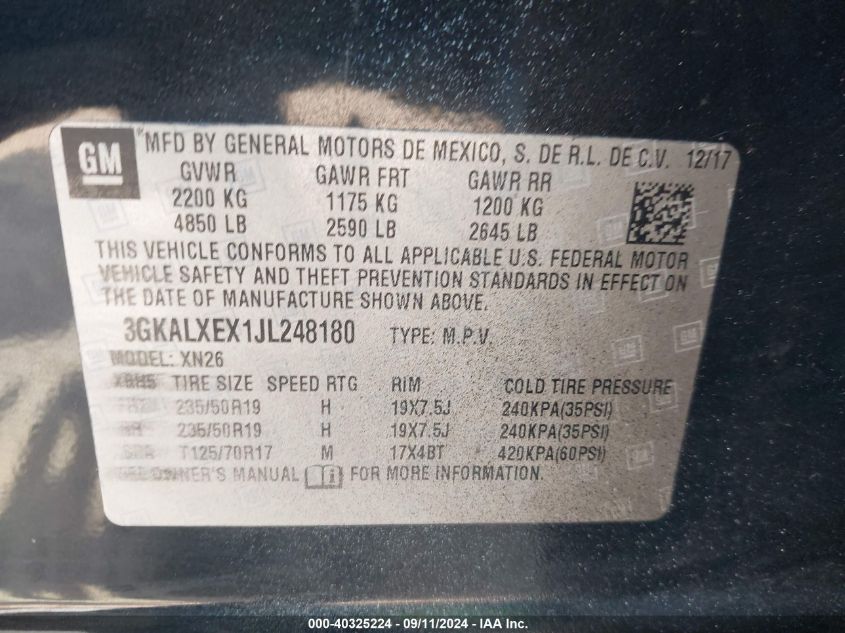 GM ® MFD BY GENERAL MOTORS DE MEXICO, S. DE R.L. DE C.V. 12/17
GVWR GAWR FRT GAWR RR
2200 KG 1175 KG 1200 KG
4850 LB 2590 LB 2645 LB
THIS VEHICLE CONFORMS TO ALL APPLICABLE U.S. FEDERAL MOTOR
VEHICLE SAFETY AND THEFT PREVENTION STANDARDS IN EFFECT ON
THE DATE OF MANUFACTURE SHOWN ABOVE.
3GKALXEX1JL248180 TYPE: M.P.V.
MODEL: XN26
TIRE SIZE SPEED RTG RIM COLD TIRE PRESSURE
235/50R19 H 19X7.5J 240KPA(35PSI)
235/50R19 H 19X7.5J 240KPA(35PSI)
T125/70R17 M 17X4BT 420KPA(60PSI)
SEE OWNER'S MANUAL FOR MORE INFORMATION.
000-40325224 - 09/11/2024 - IAA Inc.